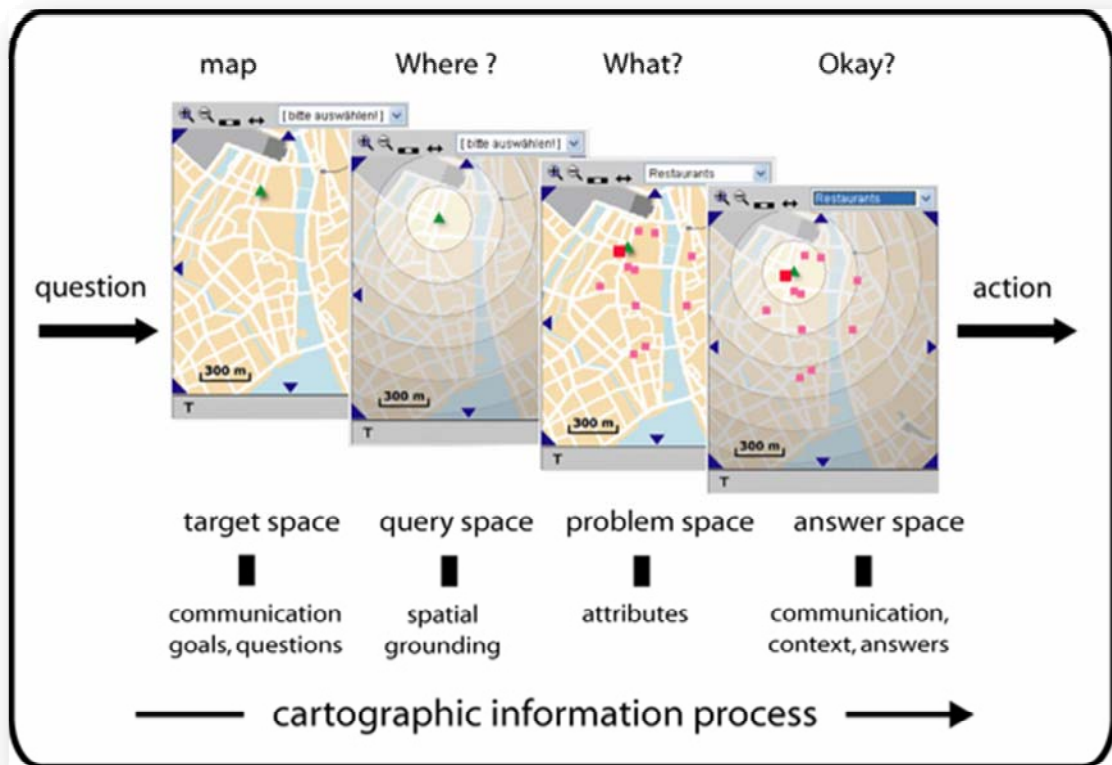 map Where ? What? Okay?
[ bitte auswählen! ]
[ bitte auswählen! ]
Restaurants
Restaurants
question
action
300 m
300 m
300 m
300 m
T
T
T
T
target space query space problem space answer space
communication spatial attributes communication,
goals, questions grounding context, answers
cartographic information process